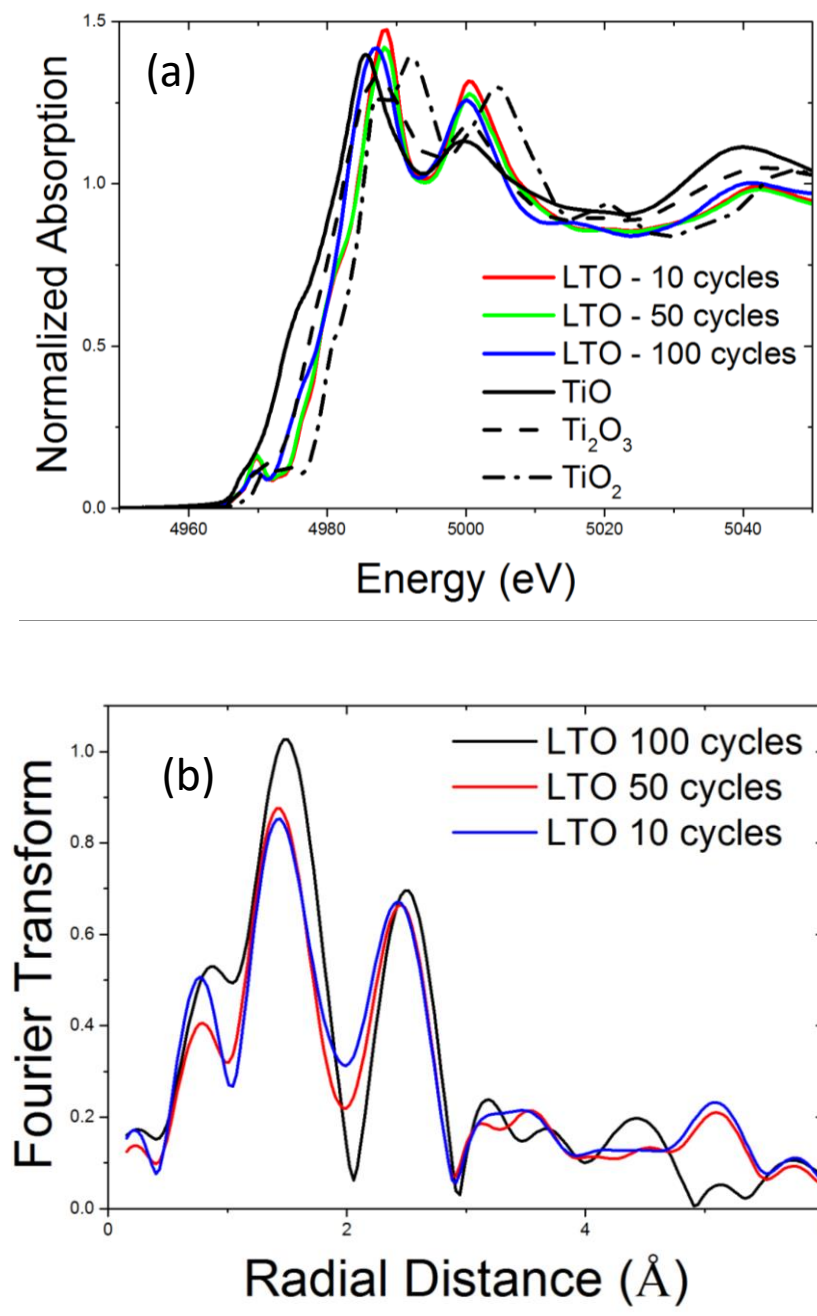 (a)
Normalized Absorption
1.5
1.0
0.5
0.0
LTO - 10 cycles
LTO - 50 cycles
LTO - 100 cycles
TiO
Ti₂O₃
TiO₂
4960 4980 5000 5020 5040
Energy (eV)
(b)
Fourier Transform
1.0
0.8
0.6
0.4
0.2
0.0
LTO 100 cycles
LTO 50 cycles
LTO 10 cycles
0 2 4
Radial Distance (Å)